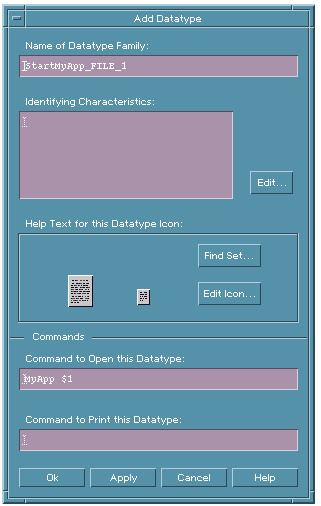 Add Datatype
Name of Datatype Family:
StartMyApp_FILE_1
Identifying Characteristics:
Edit...
Help Text for this Datatype Icon:
Find Set...
Edit Icon...
Commands
Command to Open this Datatype:
MyApp $1
Command to Print this Datatype:
Ok Apply Cancel Help